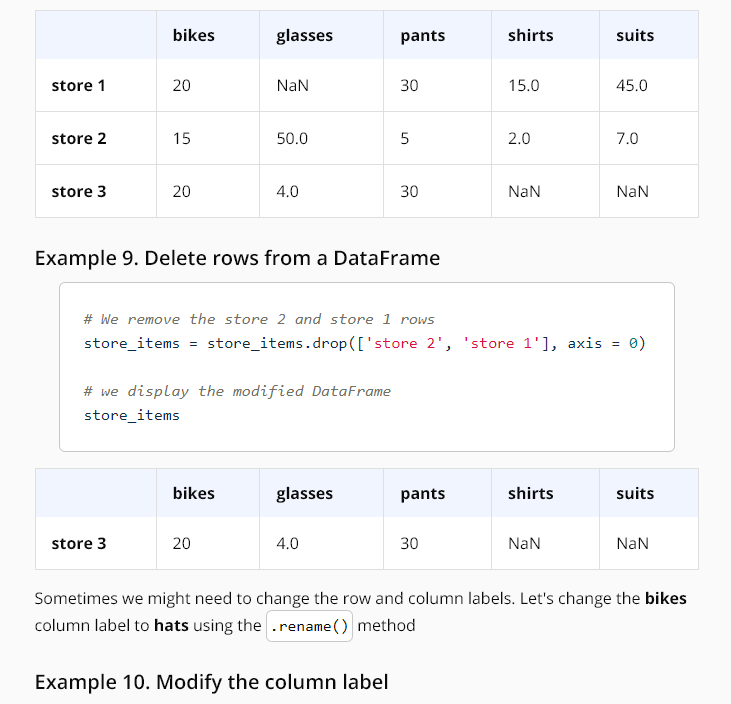 bikes glasses pants shirts suits
store 1 20 NaN 30 15.0 45.0
store 2 15 50.0 5 2.0 7.0
store 3 20 4.0 30 NaN NaN
Example 9. Delete rows from a DataFrame
# We remove the store 2 and store 1 rows
store_items = store_items.drop(['store 2', 'store 1'], axis = 0)
# we display the modified DataFrame
store_items
bikes glasses pants shirts suits
store 3 20 4.0 30 NaN NaN
Sometimes we might need to change the row and column labels. Let's change the bikes
column label to hats using the .rename() method
Example 10. Modify the column label